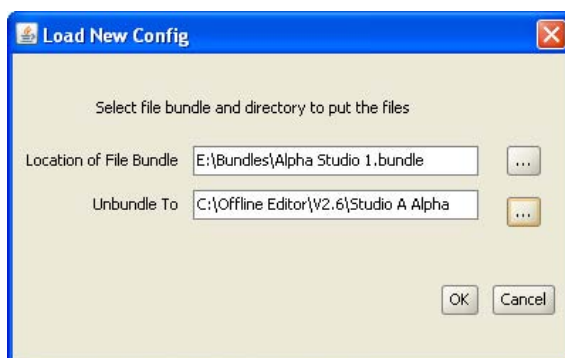 Load New Config
Select file bundle and directory to put the files
Location of File Bundle E:\Bundles\Alpha Studio 1.bundle ...
Unbundle To C:\Offline Editor\V2.6\Studio A Alpha ...
OK Cancel